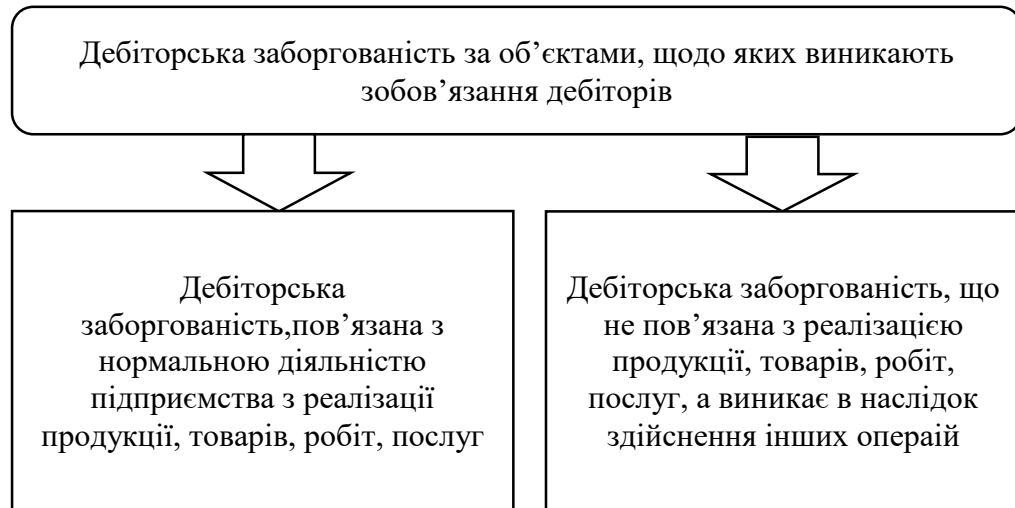 Дебіторська заборгованість за об’єктами, щодо яких виникають
зобов’язання дебіторів
Дебіторська
заборгованість,пов’язана з
нормальною діяльністю
підприємства з реалізації
продукції, товарів, робіт, послуг
Дебіторська заборгованість, що
не пов’язана з реалізацією
продукції, товарів, робіт,
послуг, а виникає в наслідок
здійснення інших операій